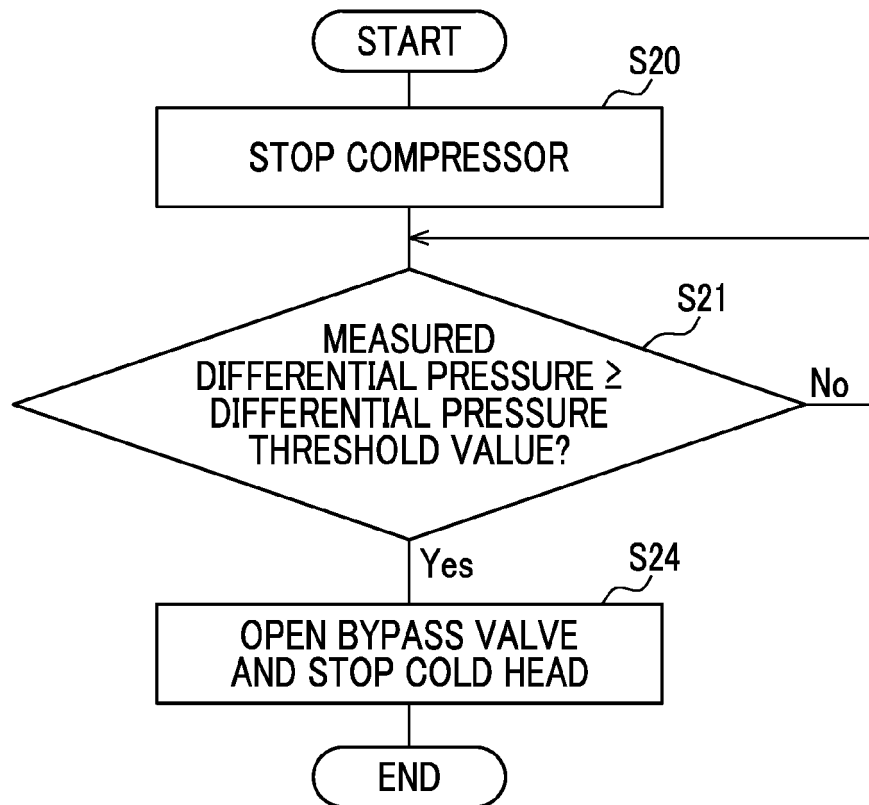 START
S20
STOP COMPRESSOR
S21
MEASURED
DIFFERENTIAL PRESSURE ≥
DIFFERENTIAL PRESSURE
THRESHOLD VALUE?
No
Yes
S24
OPEN BYPASS VALVE
AND STOP COLD HEAD
END